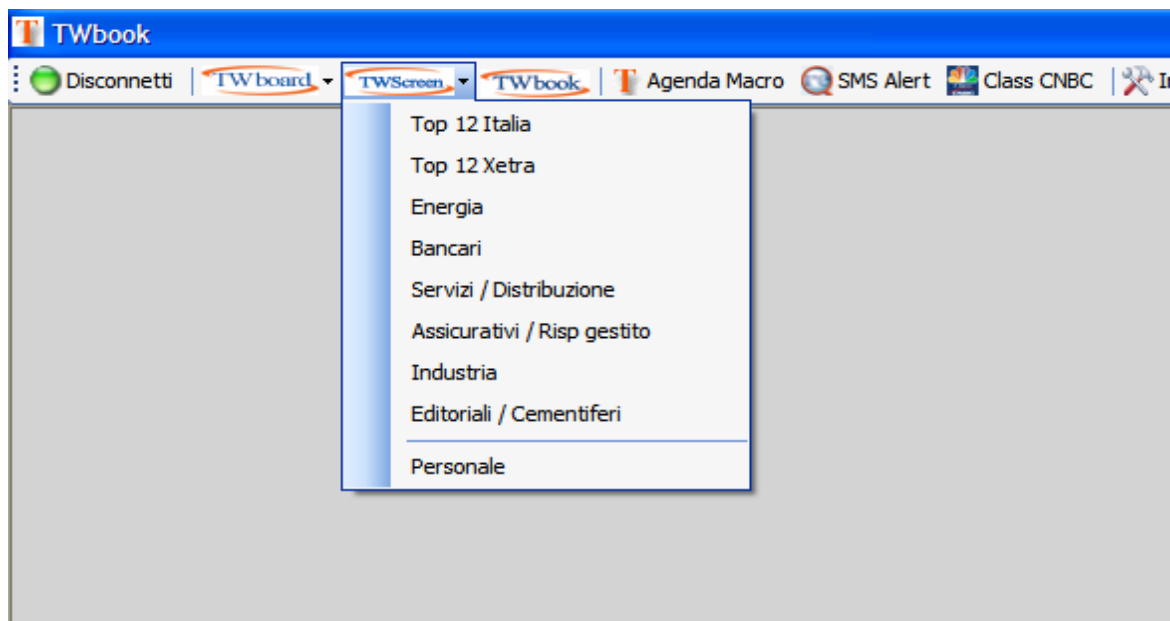 TWbook
Disconnetti TWboard TWScreen TWbook Agenda Macro SMS Alert Class CNBC
Top 12 Italia
Top 12 Xetra
Energia
Bancari
Servizi / Distribuzione
Assicurativi / Risp gestito
Industria
Editoriali / Cementiferi
Personale